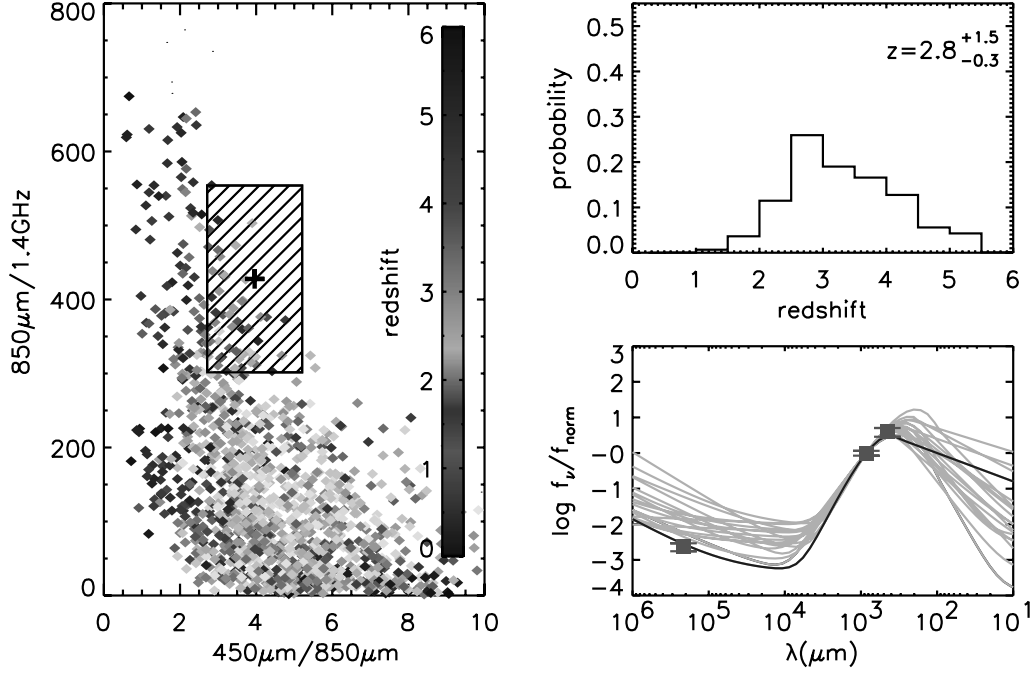 800
600
400
200
0
850μm/1.4GHz
0 2 4 6 8 10
450μm/850μm
6
5
4
3
2
1
0
redshift
0.5
0.4
0.3
0.2
0.1
0.0
probability
z=2.8 +1.5 −0.3
0 1 2 3 4 5 6
redshift
3
2
1
−0
−1
−2
−3
−4
log fν/fnorm
10⁶ 10⁵ 10⁴ 10³ 10² 10¹
λ(μm)